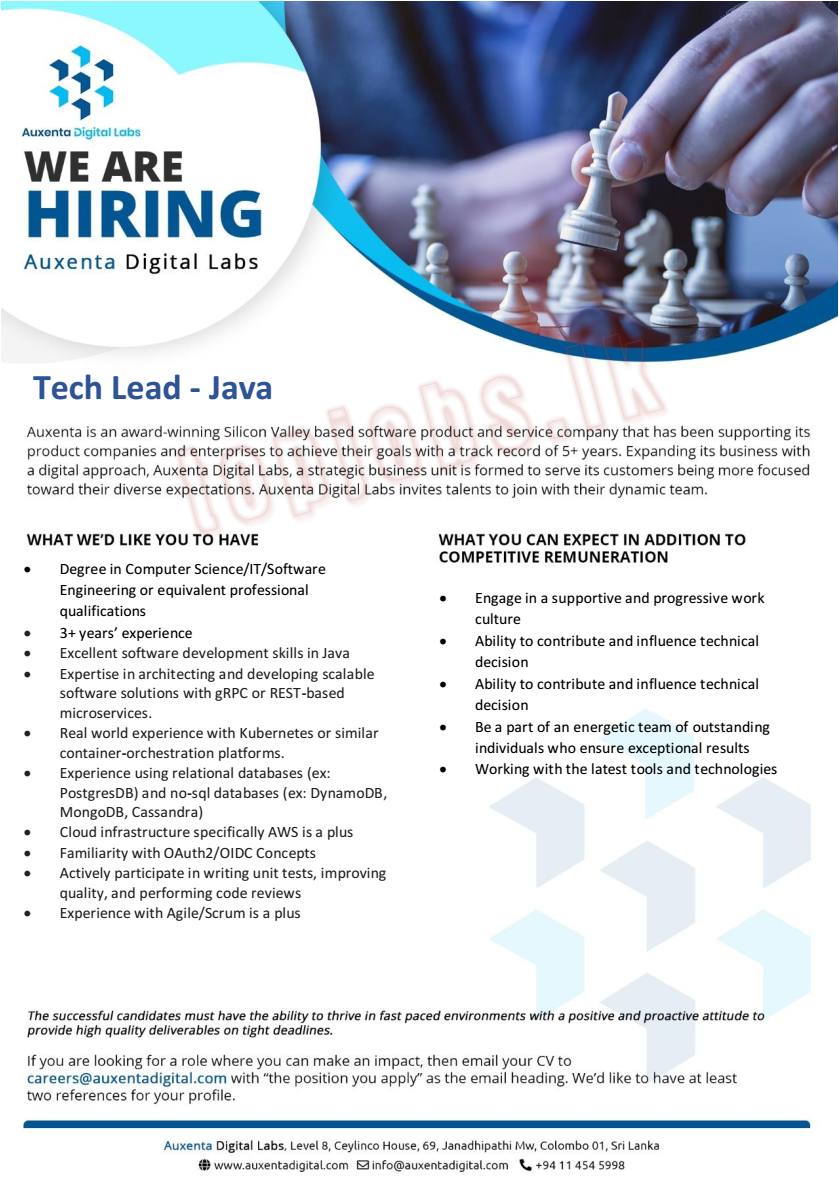 Auxenta Digital Labs
WE ARE
HIRING
Auxenta Digital Labs
topjobs.lk
Tech Lead - Java
Auxenta is an award-winning Silicon Valley based software product and service company that has been supporting its
product companies and enterprises to achieve their goals with a track record of 5+ years. Expanding its business with
a digital approach, Auxenta Digital Labs, a strategic business unit is formed to serve its customers being more focused
toward their diverse expectations. Auxenta Digital Labs invites talents to join with their dynamic team.
WHAT WE’D LIKE YOU TO HAVE
• Degree in Computer Science/IT/Software
Engineering or equivalent professional
qualifications
• 3+ years’ experience
• Excellent software development skills in Java
• Expertise in architecting and developing scalable
software solutions with gRPC or REST-based
microservices.
• Real world experience with Kubernetes or similar
container-orchestration platforms.
• Experience using relational databases (ex:
PostgresDB) and no-sql databases (ex: DynamoDB,
MongoDB, Cassandra)
• Cloud infrastructure specifically AWS is a plus
• Familiarity with OAuth2/OIDC Concepts
• Actively participate in writing unit tests, improving
quality, and performing code reviews
• Experience with Agile/Scrum is a plus
WHAT YOU CAN EXPECT IN ADDITION TO
COMPETITIVE REMUNERATION
• Engage in a supportive and progressive work
culture
• Ability to contribute and influence technical
decision
• Ability to contribute and influence technical
decision
• Be a part of an energetic team of outstanding
individuals who ensure exceptional results
• Working with the latest tools and technologies
The successful candidates must have the ability to thrive in fast paced environments with a positive and proactive attitude to
provide high quality deliverables on tight deadlines.
If you are looking for a role where you can make an impact, then email your CV to
careers@auxentadigital.com with “the position you apply” as the email heading. We’d like to have at least
two references for your profile.
Auxenta Digital Labs, Level 8, Ceylinco House, 69, Janadhipathi Mw, Colombo 01, Sri Lanka
www.auxentadigital.com info@auxentadigital.com +94 11 454 5998